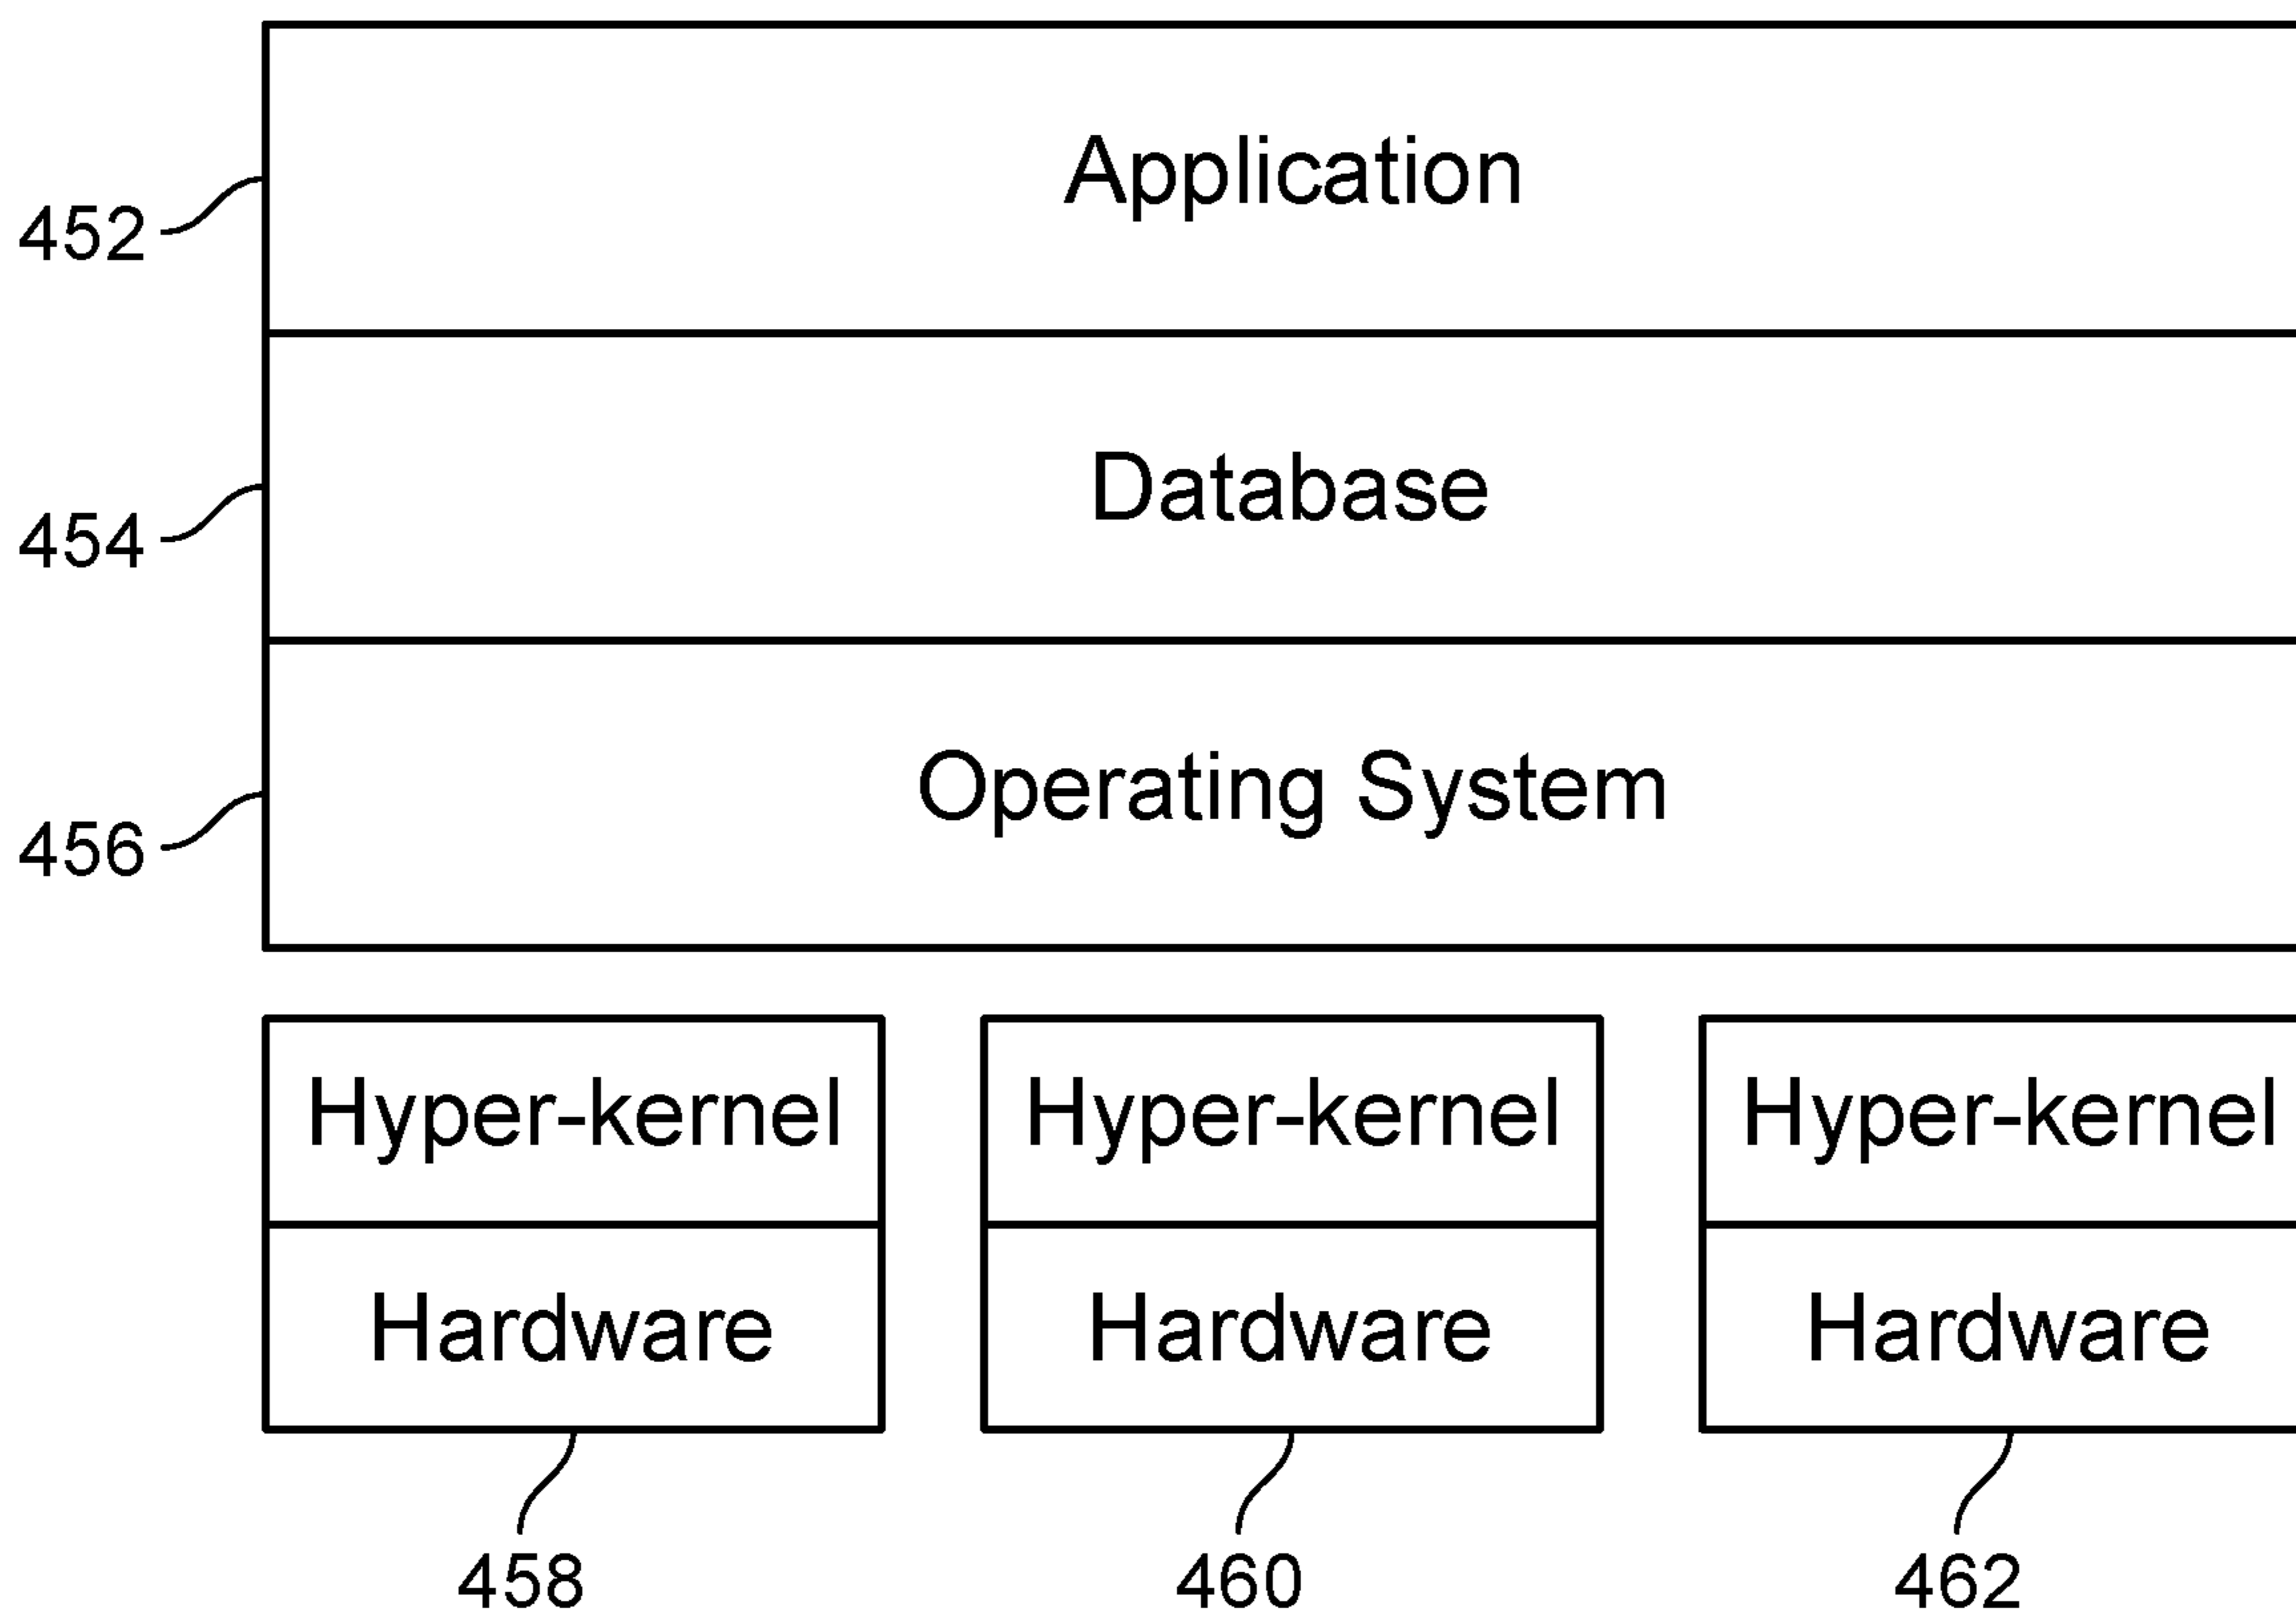 Application
452
Database
454
Operating System
456
Hyper-kernel Hyper-kernel Hyper-kernel
Hardware Hardware Hardware
458 460 462